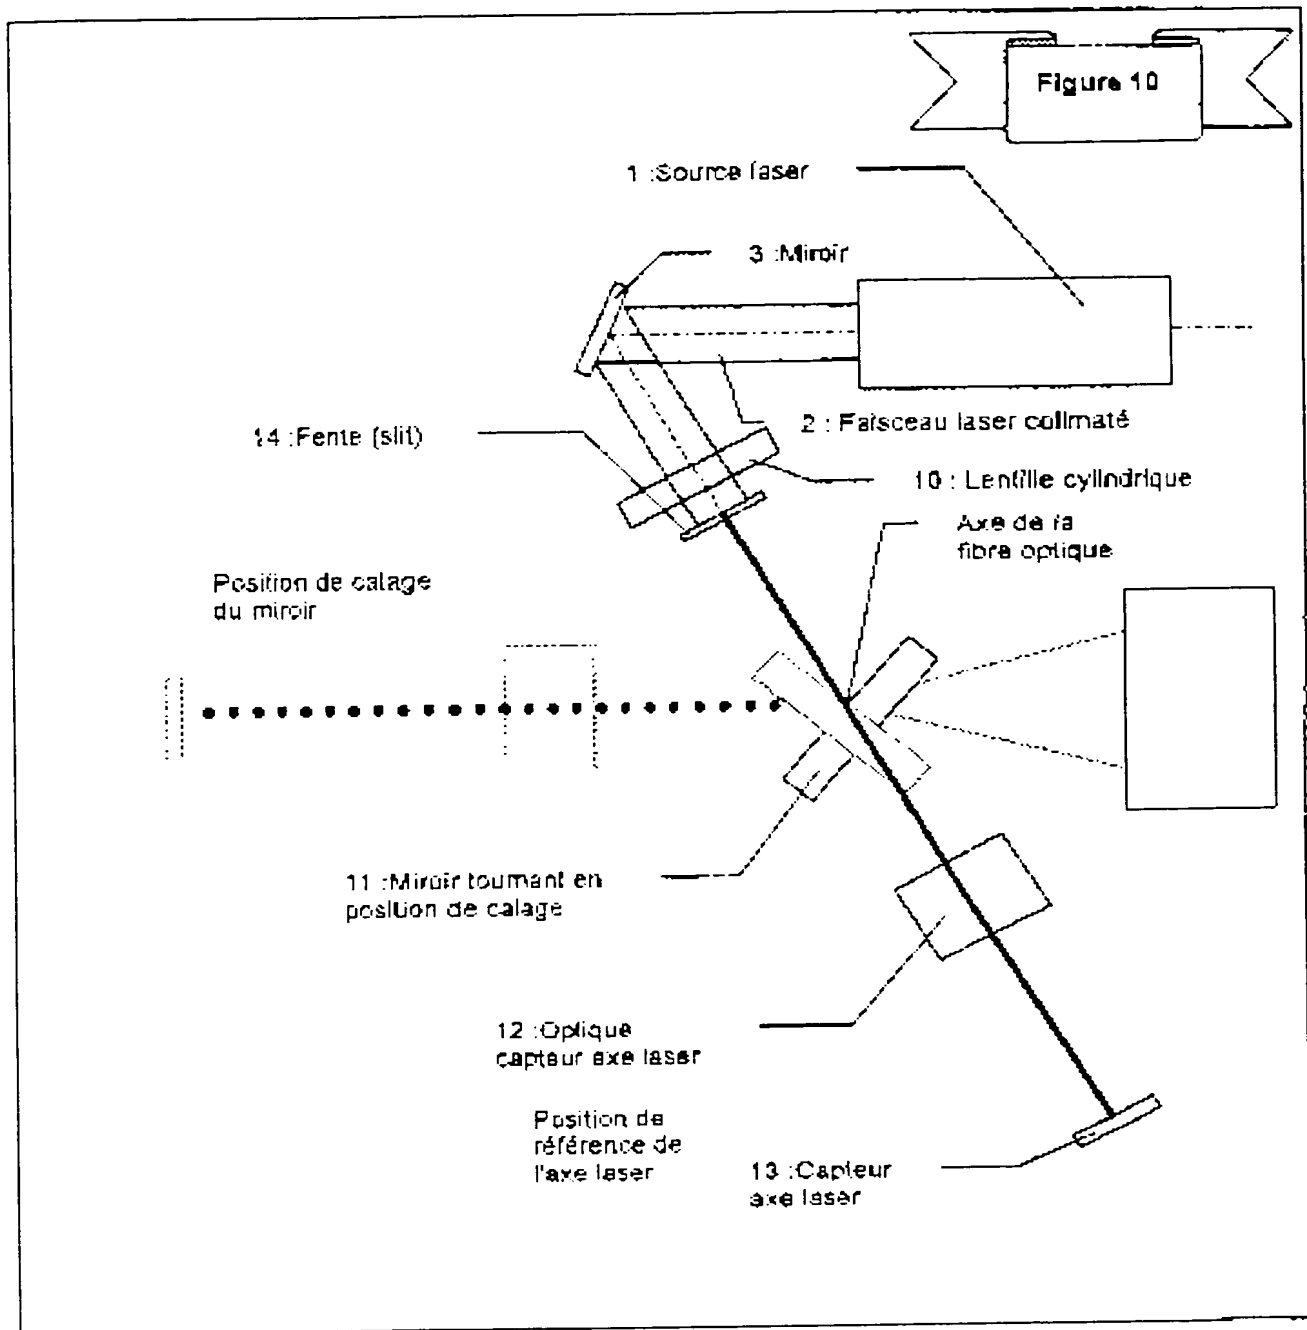 Figure 10
1 :Source laser
3 :Miroir
14 :Fente (slit)
2 : Faisceau laser collmaté
10 : Lentille cylindrique
Axe de la
fibre optique
Position de calage
du miroir
11 :Miroir tournant en
position de calage
12 :Optique
capteur axe laser
Position de
référence de
l'axe laser
13 :Capteur
axe laser